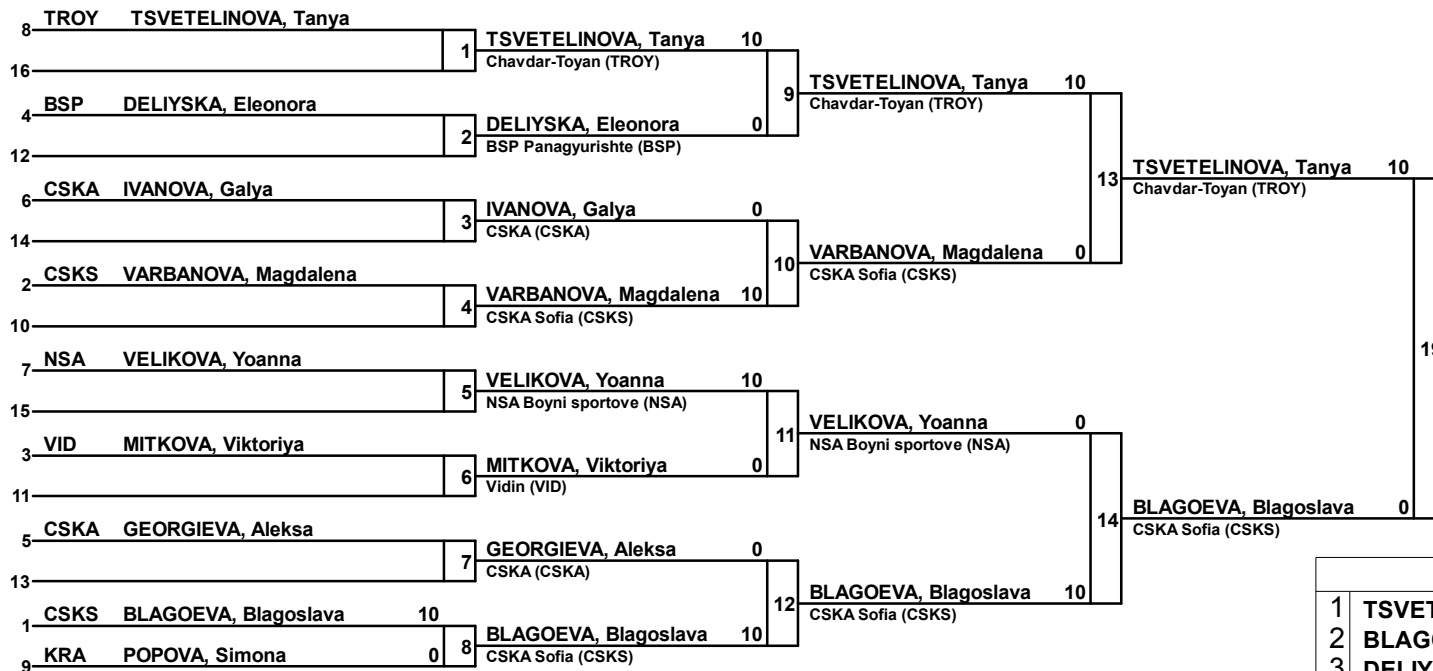 TROY TSVETELINOVA, Tanya
8
1 TSVETELINOVA, Tanya 10
Chavdar-Toyan (TROY)
16
9 TSVETELINOVA, Tanya 10
Chavdar-Toyan (TROY)
BSP DELIYSKA, Eleonora
4
2 DELIYSKA, Eleonora 0
BSP Panagyurishte (BSP)
12
13 TSVETELINOVA, Tanya 10
Chavdar-Toyan (TROY)
CSKA IVANOVA, Galya
6
3 IVANOVA, Galya 0
CSKA (CSKA)
14
10 VARBANOVA, Magdalena 0
CSKA Sofia (CSKS)
CSKS VARBANOVA, Magdalena
2
4 VARBANOVA, Magdalena 10
CSKA Sofia (CSKS)
10
NSA VELIKOVA, Yoanna
7
5 VELIKOVA, Yoanna 10
NSA Boyni sportove (NSA)
15
11 VELIKOVA, Yoanna 0
NSA Boyni sportove (NSA)
VID MITKOVA, Viktoriya
3
6 MITKOVA, Viktoriya 0
Vidin (VID)
11
14 BLAGOEVA, Blagoslava 0
CSKA Sofia (CSKS)
CSKA GEORGIEVA, Aleksa
5
7 GEORGIEVA, Aleksa 0
CSKA (CSKA)
13
12 BLAGOEVA, Blagoslava 10
CSKA Sofia (CSKS)
CSKS BLAGOEVA, Blagoslava 10
1
8 BLAGOEVA, Blagoslava 10
CSKA Sofia (CSKS)
KRA POPOVA, Simona 0
9
1
2
3